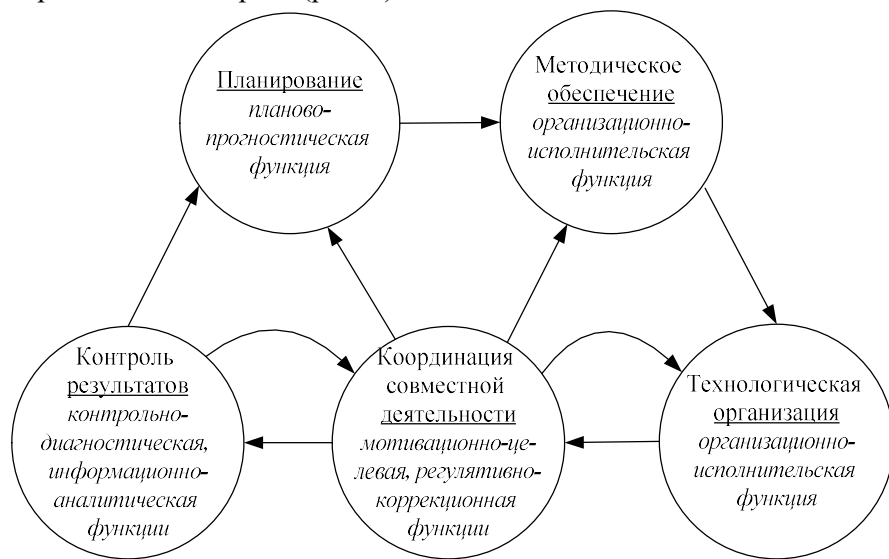 Планирование
планово-
прогностическая
функция
Методическое
обеспечение
организационно-
исполнительская
функция
Контроль
результатов
контрольно-
диагностическая,
информационно-
аналитическая
функции
Координация
совместной
деятельности
мотивационно-це-
левая, регулятивно-
коррекционная
функции
Технологическая
организация
организационно-
исполнительская
функция